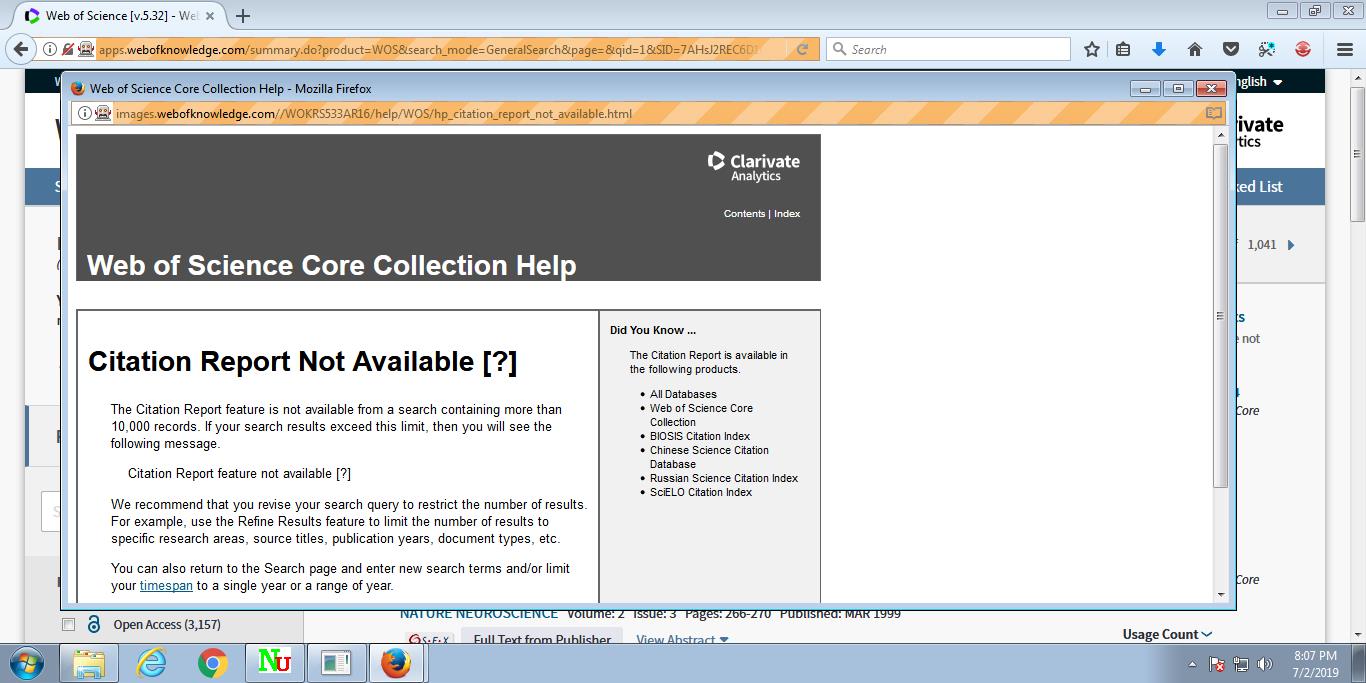 Web of Science [v.5.32] - Web
apps.webofknowledge.com/summary.do?product=WOS&search_mode=GeneralSearch&page=&qid=1&SID=7AHsJ2REC6D
Search
Web of Science Core Collection Help - Mozilla Firefox
nglish
images.webofknowledge.com//WOKRS533AR16/help/WOS/hp_citation_report_not_available.html
Clarivate
Analytics
ivate
tics
Contents | Index
ked List
Web of Science Core Collection Help
1,041
Citation Report Not Available [?]
The Citation Report feature is not available from a search containing more than
10,000 records. If your search results exceed this limit, then you will see the
following message.
Citation Report feature not available [?]
We recommend that you revise your search query to restrict the number of results.
For example, use the Refine Results feature to limit the number of results to
specific research areas, source titles, publication years, document types, etc.
You can also return to the Search page and enter new search terms and/or limit
your timespan to a single year or a range of year.
Did You Know ...
The Citation Report is available in
the following products.
All Databases
Web of Science Core
Collection
BIOSIS Citation Index
Chinese Science Citation
Database
Russian Science Citation Index
SciELO Citation Index
ts
e not
Core
Core
NATURE NEUROSCIENCE Volume: 2 Issue: 3 Pages: 266-270 Published: MAR 1999
Open Access (3,157)
S·F·X Full Text from Publisher View Abstract
Usage Count
Nu
8:07 PM
7/2/2019